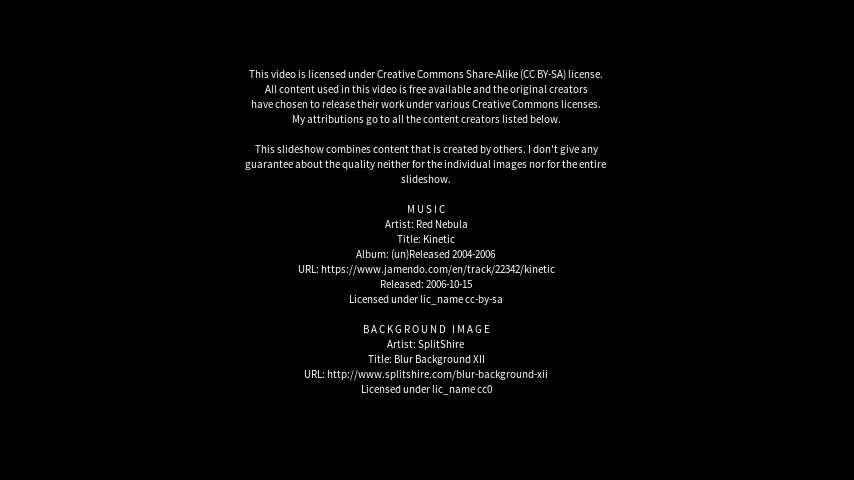 This video is licensed under Creative Commons Share-Alike (CC BY-SA) license.
All content used in this video is free available and the original creators
have chosen to release their work under various Creative Commons licenses.
My attributions go to all the content creators listed below.
This slideshow combines content that is created by others. I don't give any
guarantee about the quality neither for the individual images nor for the entire
slideshow.
MUSIC
Artist: Red Nebula
Title: Kinetic
Album: (un)Released 2004-2006
URL: https://www.jamendo.com/en/track/22342/kinetic
Released: 2006-10-15
Licensed under lic_name cc-by-sa
BACKGROUND IMAGE
Artist: SplitShire
Title: Blur Background XII
URL: http://www.splitshire.com/blur-background-xii
Licensed under lic_name cc0